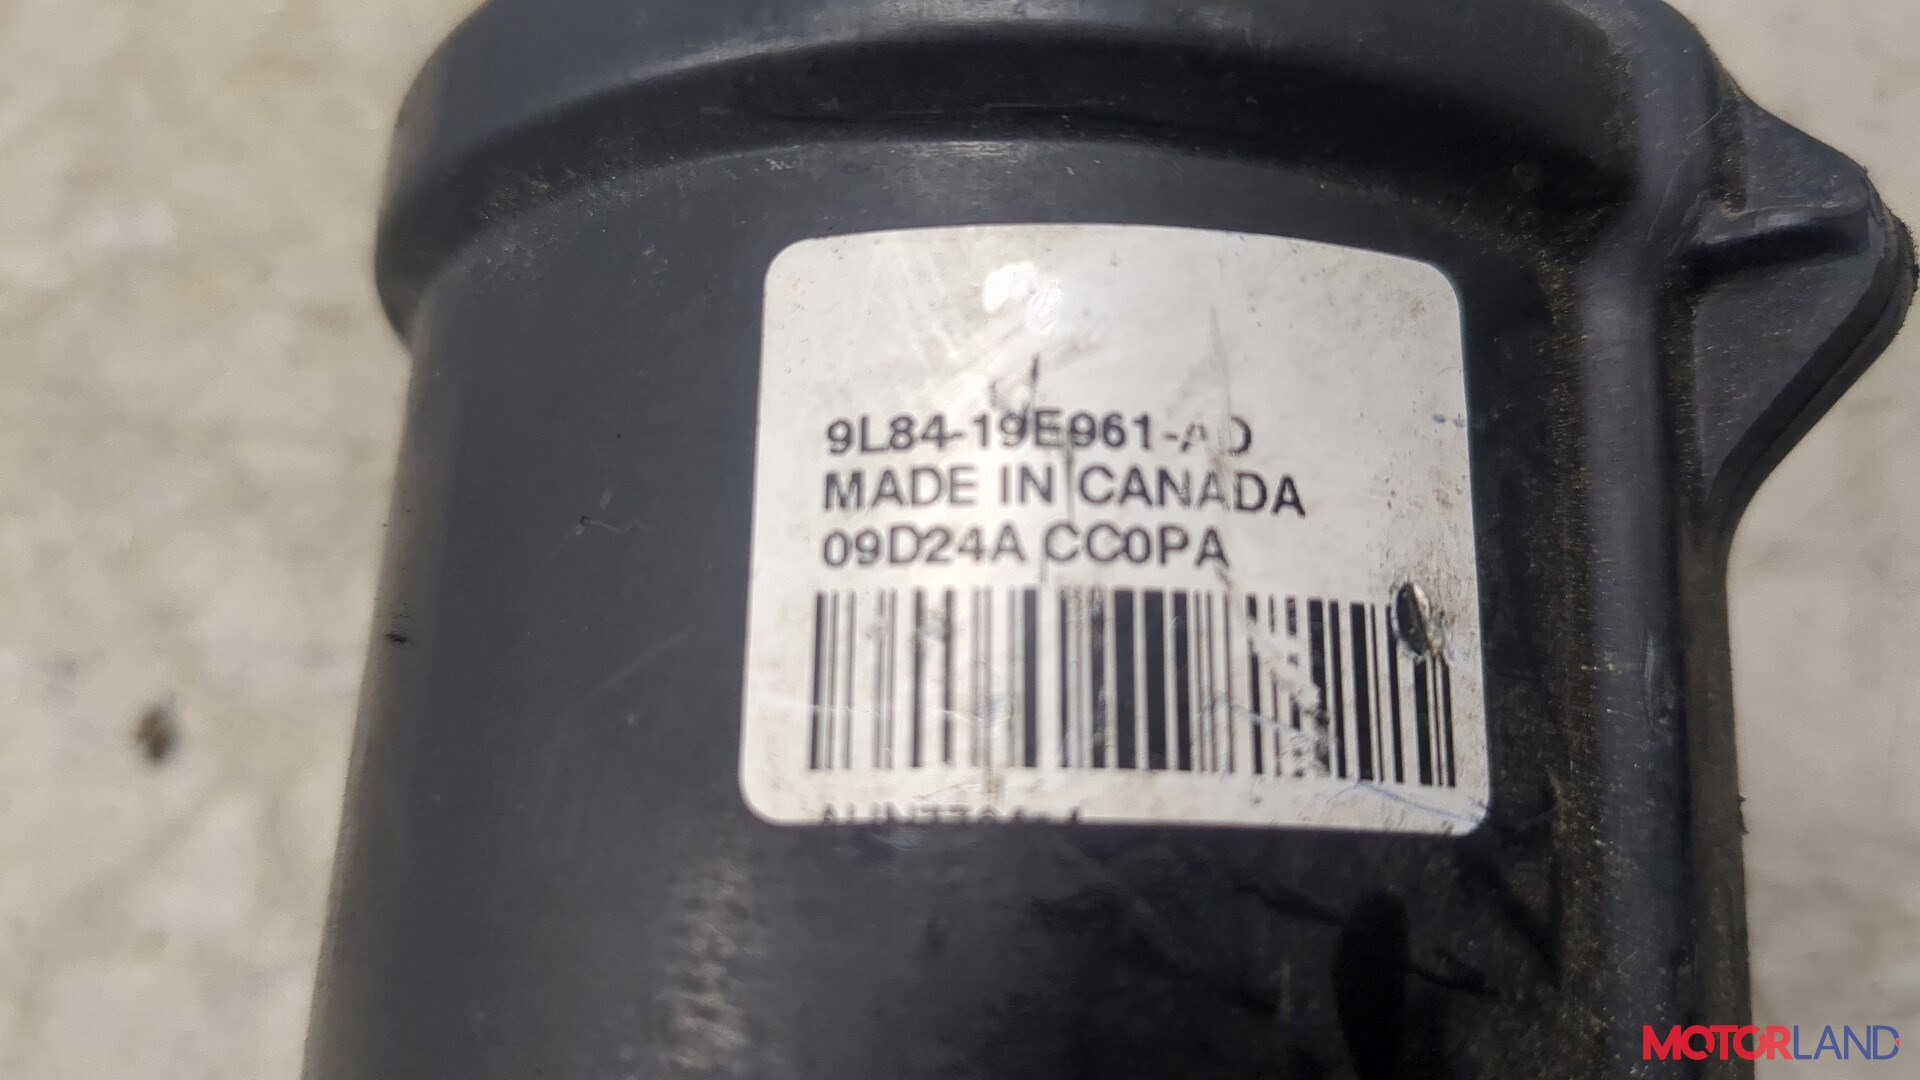 9L84-19E961-AD
MADE IN CANADA
09D24A CC0PA
MOTORLAND